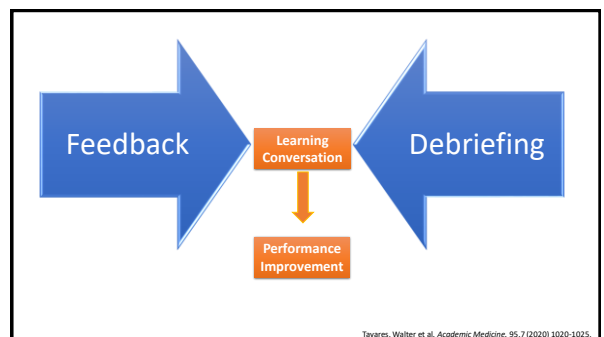 Feedback
Learning
Conversation
Debriefing
Performance
Improvement
Tavares, Walter et al. Academic Medicine. 95.7 (2020) 1020-1025.